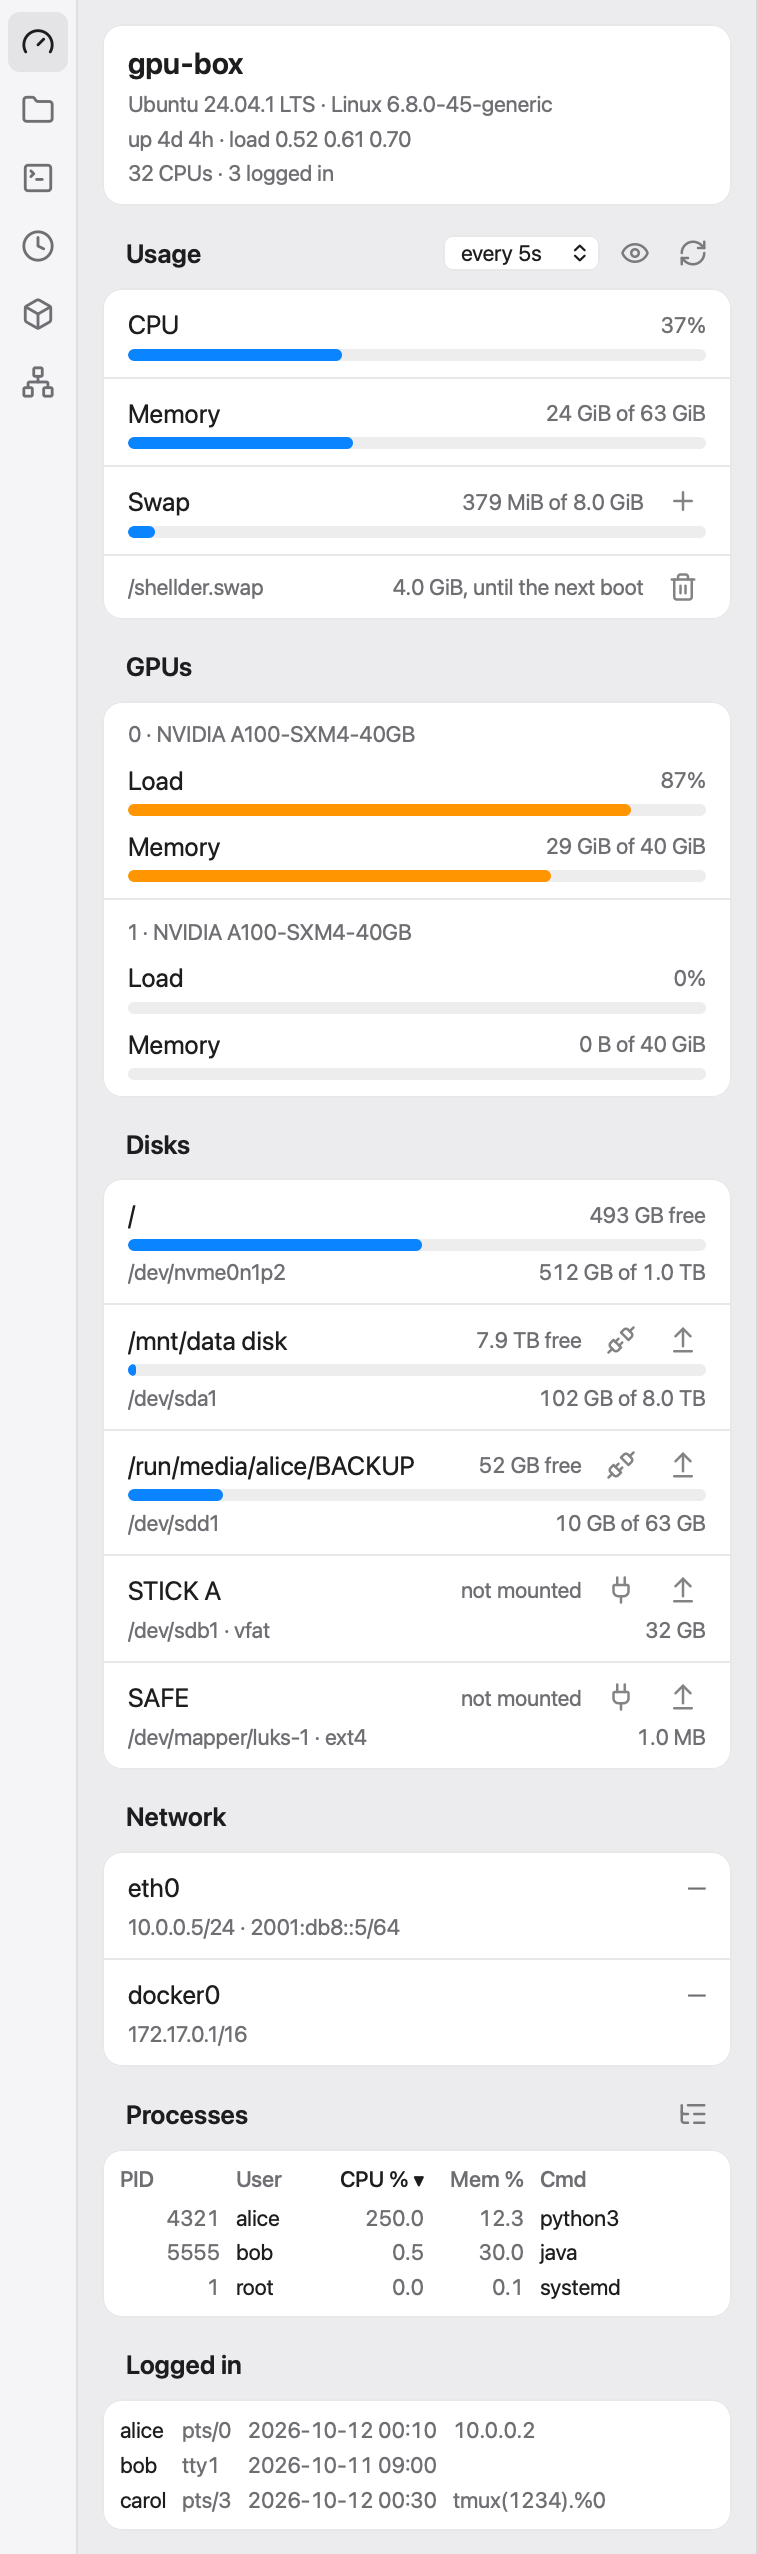 gpu-box
Ubuntu 24.04.1 LTS · Linux 6.8.0-45-generic
up 4d 4h · load 0.52 0.61 0.70
32 CPUs · 3 logged in
Usage every 5s
CPU 37%
Memory 24 GiB of 63 GiB
Swap 379 MiB of 8.0 GiB
/shellder.swap 4.0 GiB, until the next boot
GPUs
0 · NVIDIA A100-SXM4-40GB
Load 87%
Memory 29 GiB of 40 GiB
1 · NVIDIA A100-SXM4-40GB
Load 0%
Memory 0 B of 40 GiB
Disks
/ 493 GB free
/dev/nvme0n1p2 512 GB of 1.0 TB
/mnt/data disk 7.9 TB free
/dev/sda1 102 GB of 8.0 TB
/run/media/alice/BACKUP 52 GB free
/dev/sdd1 10 GB of 63 GB
STICK A not mounted
/dev/sdb1 · vfat 32 GB
SAFE not mounted
/dev/mapper/luks-1 · ext4 1.0 MB
Network
eth0 —
10.0.0.5/24 · 2001:db8::5/64
docker0 —
172.17.0.1/16
Processes
PID User CPU % ▾ Mem % Cmd
4321 alice 250.0 12.3 python3
5555 bob 0.5 30.0 java
1 root 0.0 0.1 systemd
Logged in
alice pts/0 2026-10-12 00:10 10.0.0.2
bob tty1 2026-10-11 09:00
carol pts/3 2026-10-12 00:30 tmux(1234).%0